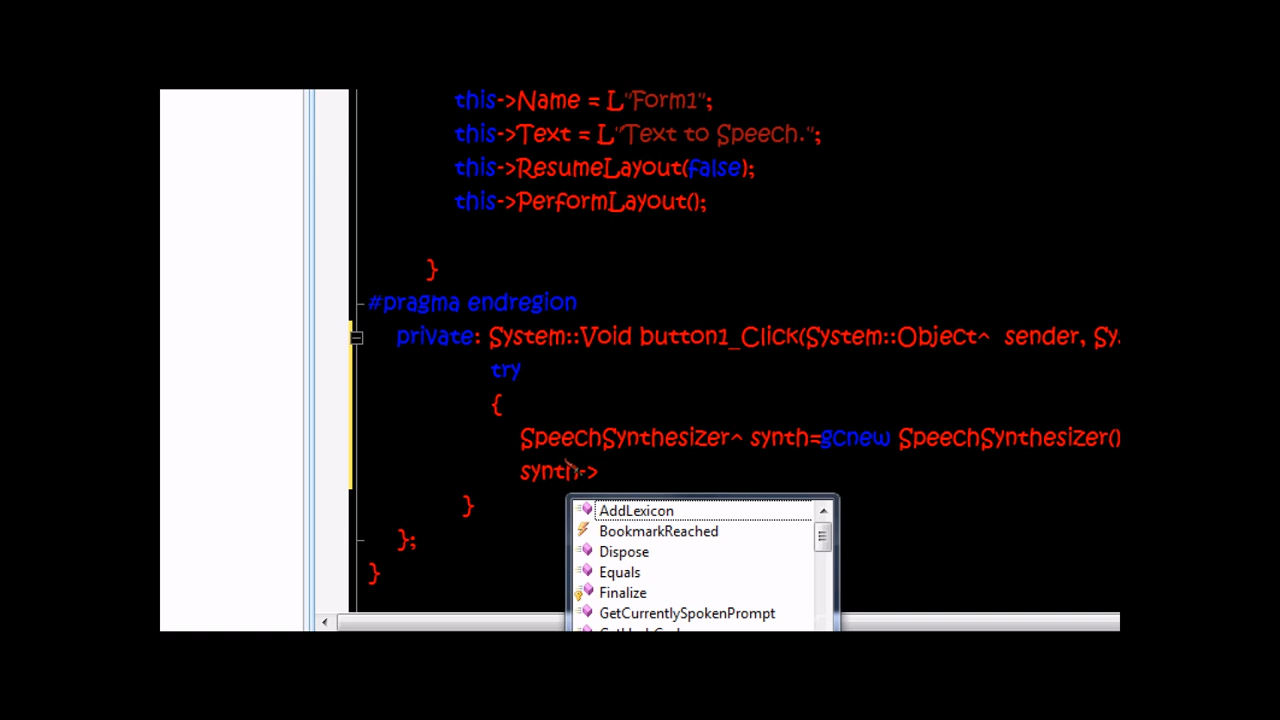 this->Name = L"Form1";
this->Text = L"Text to Speech.";
this->ResumeLayout(false);
this->PerformLayout();
}
#pragma endregion
private: System::Void button1_Click(System::Object^  sender, Sy
try
{
SpeechSynthesizer^ synth=gcnew SpeechSynthesizer()
synth->
}
};
}
AddLexicon
BookmarkReached
Dispose
Equals
Finalize
GetCurrentlySpokenPrompt